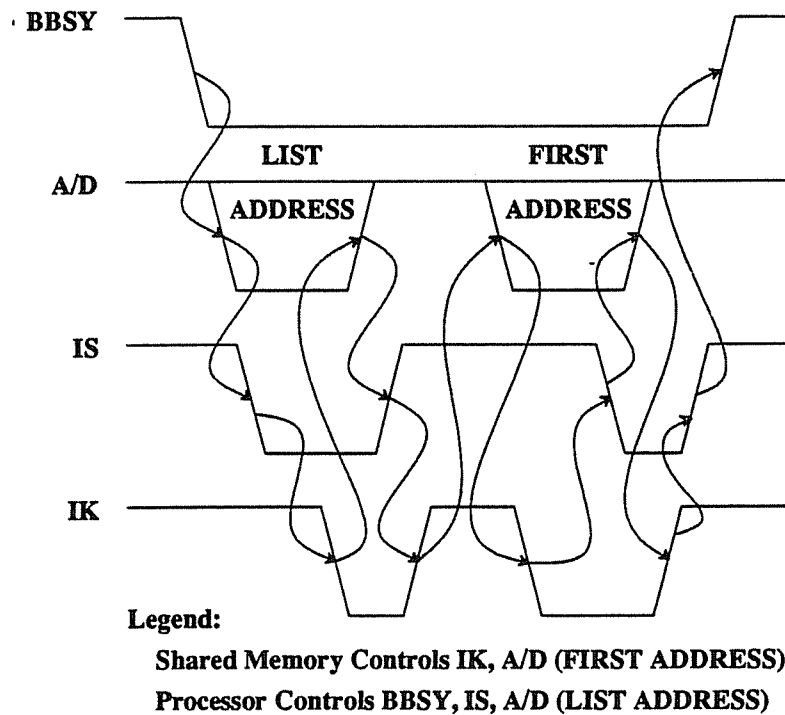 BBSY
LIST FIRST
A/D
ADDRESS ADDRESS
IS
IK
Legend:
Shared Memory Controls IK, A/D (FIRST ADDRESS)
Processor Controls BBSY, IS, A/D (LIST ADDRESS)